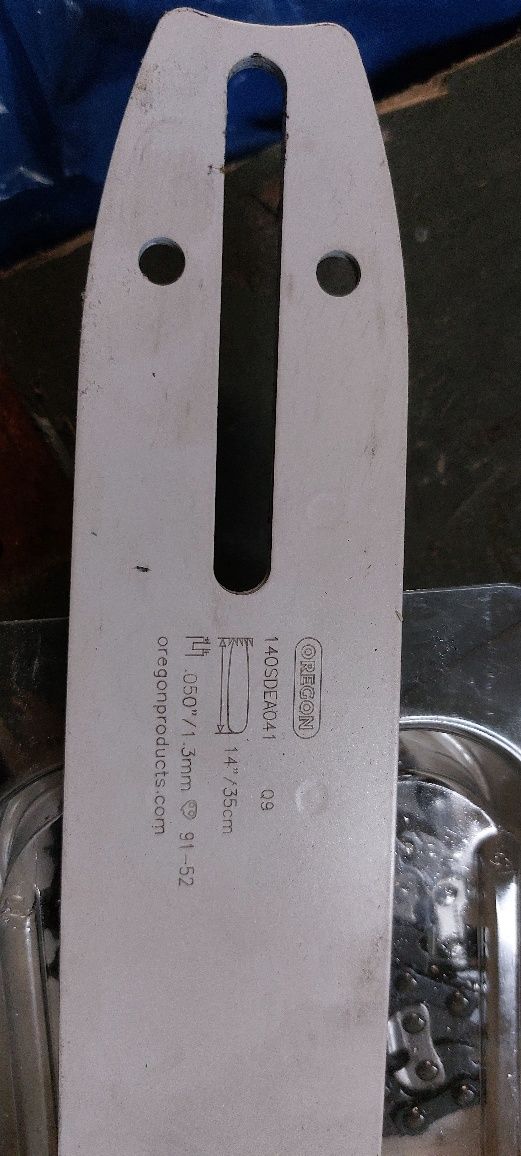 OREGON
140SDEA041 Q9
14"/35cm
.050"/1.3mm 91-52
oregonproducts.com